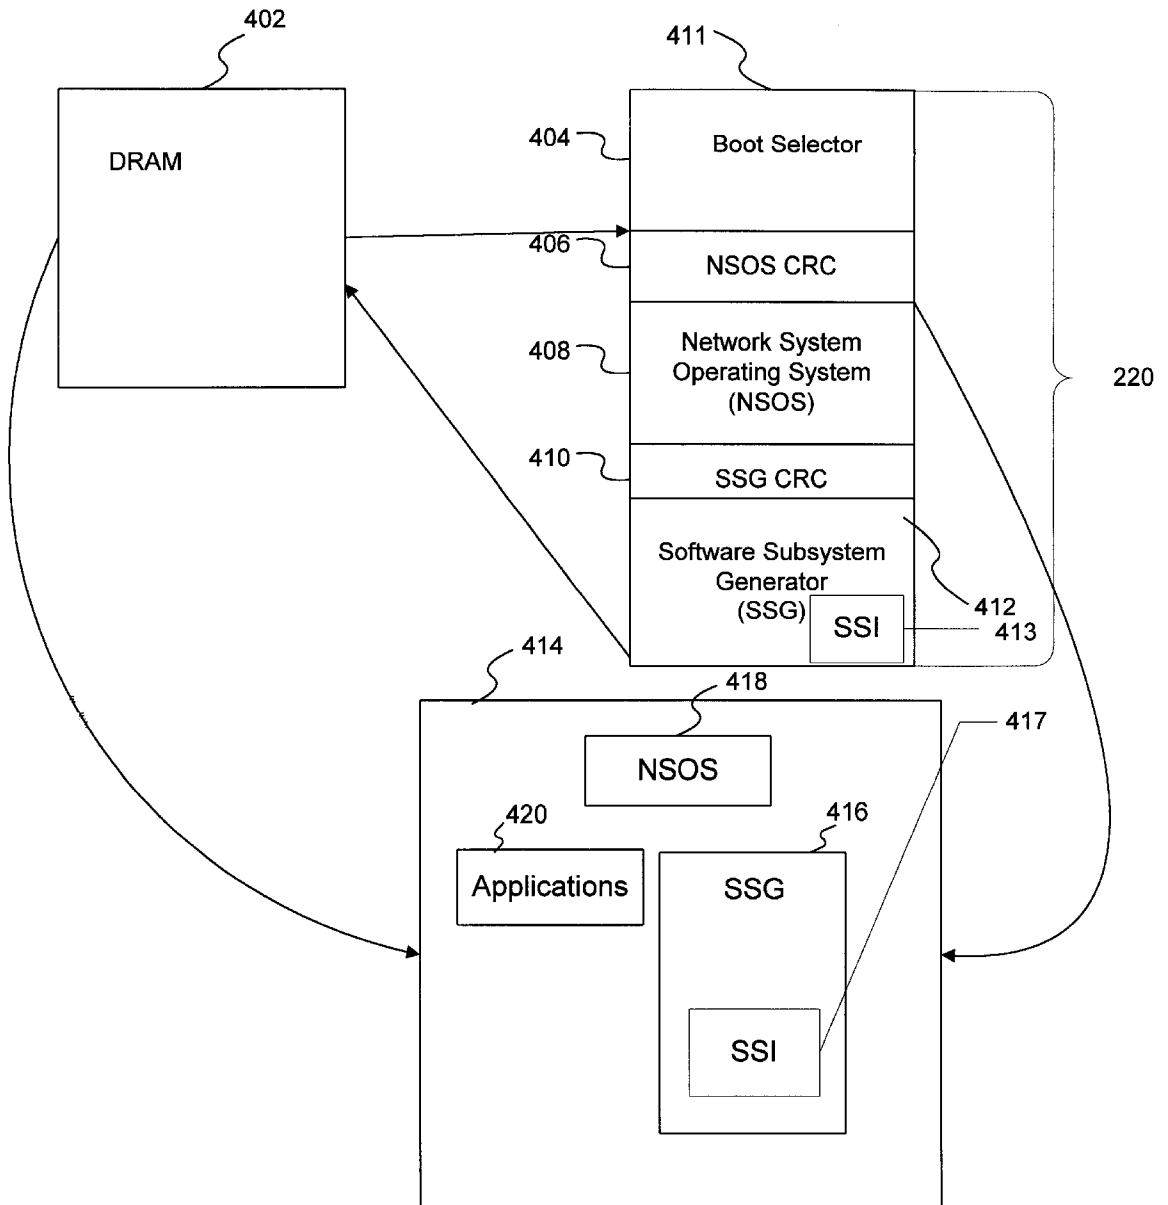 402
411
404
Boot Selector
DRAM
406
NSOS CRC
408
Network System
Operating System
(NSOS)
220
410
SSG CRC
Software Subsystem
Generator
(SSG)
412
SSI
413
414
418
417
NSOS
420
416
Applications
SSG
SSI